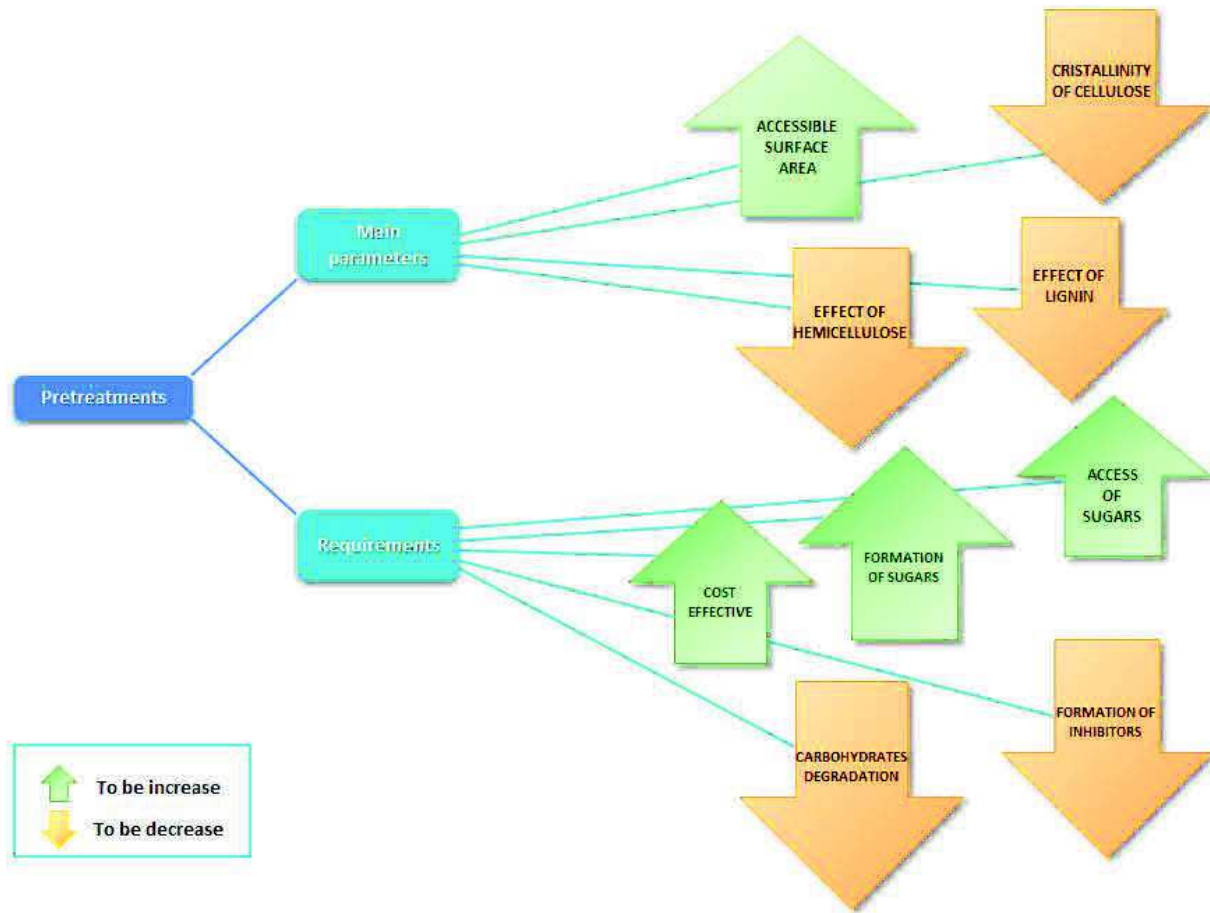 CRISTALLINITY
OF CELLULOSE
ACCESSIBLE
SURFACE
AREA
Main
parameters
EFFECT OF
LIGNIN
EFFECT OF
HEMICELLULOSE
Pretreatments
ACCESS
OF
SUGARS
Requirements
FORMATION
OF SUGARS
COST
EFFECTIVE
FORMATION OF
INHIBITORS
CARBOHYDRATES
DEGRADATION
To be increase
To be decrease